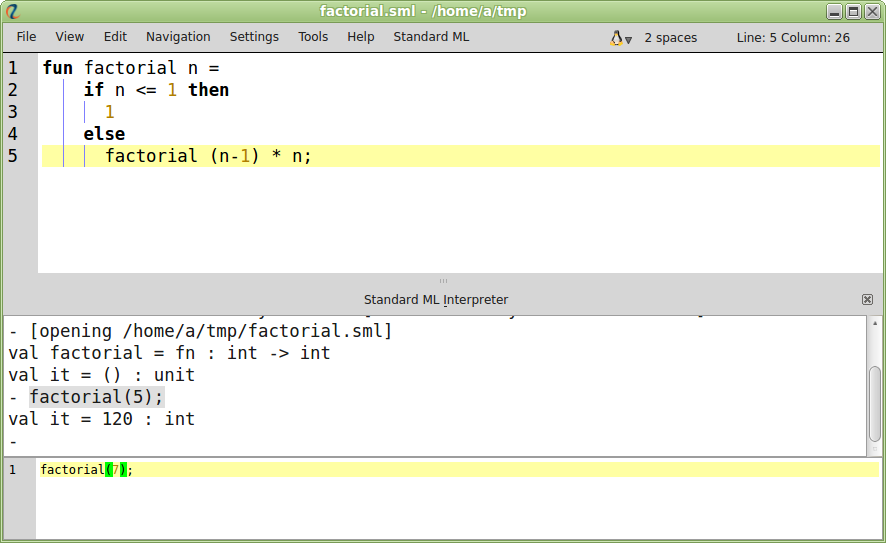 factorial.sml - /home/a/tmp
File View Edit Navigation Settings Tools Help Standard ML 2 spaces Line: 5 Column: 26
1 fun factorial n =
2     if n <= 1 then
3       1
4     else
5       factorial (n-1) * n;
Standard ML Interpreter
- [opening /home/a/tmp/factorial.sml]
val factorial = fn : int -> int
val it = () : unit
- factorial(5);
val it = 120 : int
-
1 factorial(7);